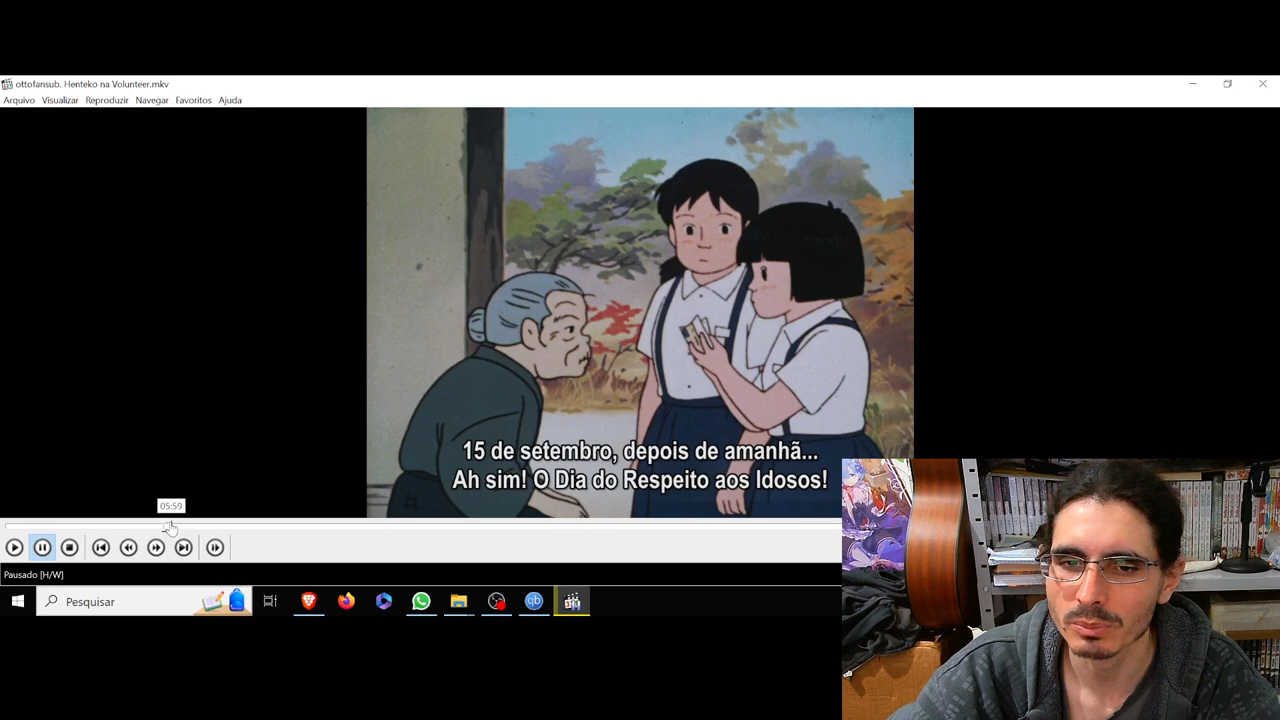 ottofansub. Henteko na Volunteer.mkv
Arquivo Visualizar Reproduzir Navegar Favoritos Ajuda
15 de setembro, depois de amanhã...
Ah sim! O Dia do Respeito aos Idosos!
05:59
Pausado [H/W]
Pesquisar